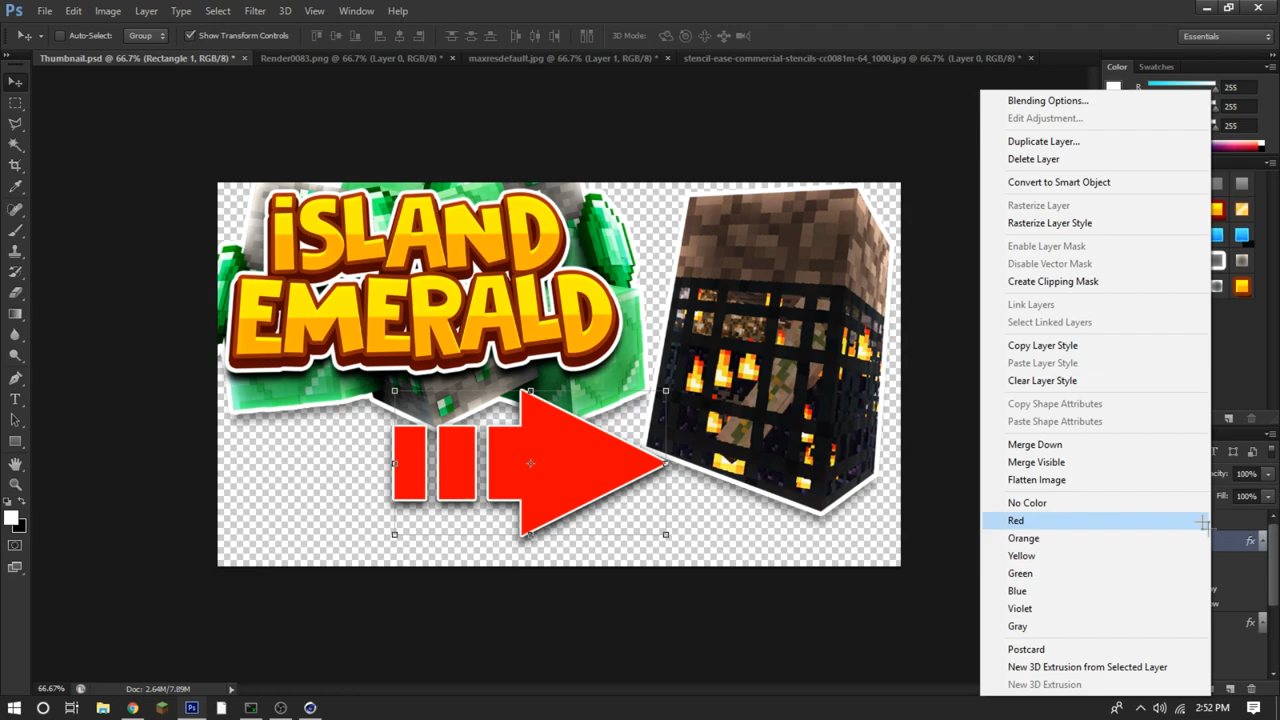 Ps File Edit Image Layer Type Select Filter 3D View Window Help
Auto-Select: Group Show Transform Controls 3D Mode: Essentials
Thumbnail.psd @ 66.7% (Rectangle 1, RGB/8) * Render0083.png @ 66.7% (Layer 0, RGB/8) * maxresdefault.jpg @ 66.7% (Layer 1, RGB/8) * stencil-ease-commercial-stencils-cc0081m-64_1000.jpg @ 66.7% (Layer 0, RGB/8) *
Color Swatches
R 255
255
255
iSLAND
EMERALD
Blending Options...
Edit Adjustment...
Duplicate Layer...
Delete Layer
Convert to Smart Object
Rasterize Layer
Rasterize Layer Style
Enable Layer Mask
Disable Vector Mask
Create Clipping Mask
Link Layers
Select Linked Layers
Copy Layer Style
Paste Layer Style
Clear Layer Style
Copy Shape Attributes
Paste Shape Attributes
Merge Down
Merge Visible
Flatten Image
No Color
Red
Orange
Yellow
Green
Blue
Violet
Gray
Postcard
New 3D Extrusion from Selected Layer
New 3D Extrusion
100%
Fill: 100%
fx
fx
66.67% Doc: 2.64M/7.89M
2:52 PM